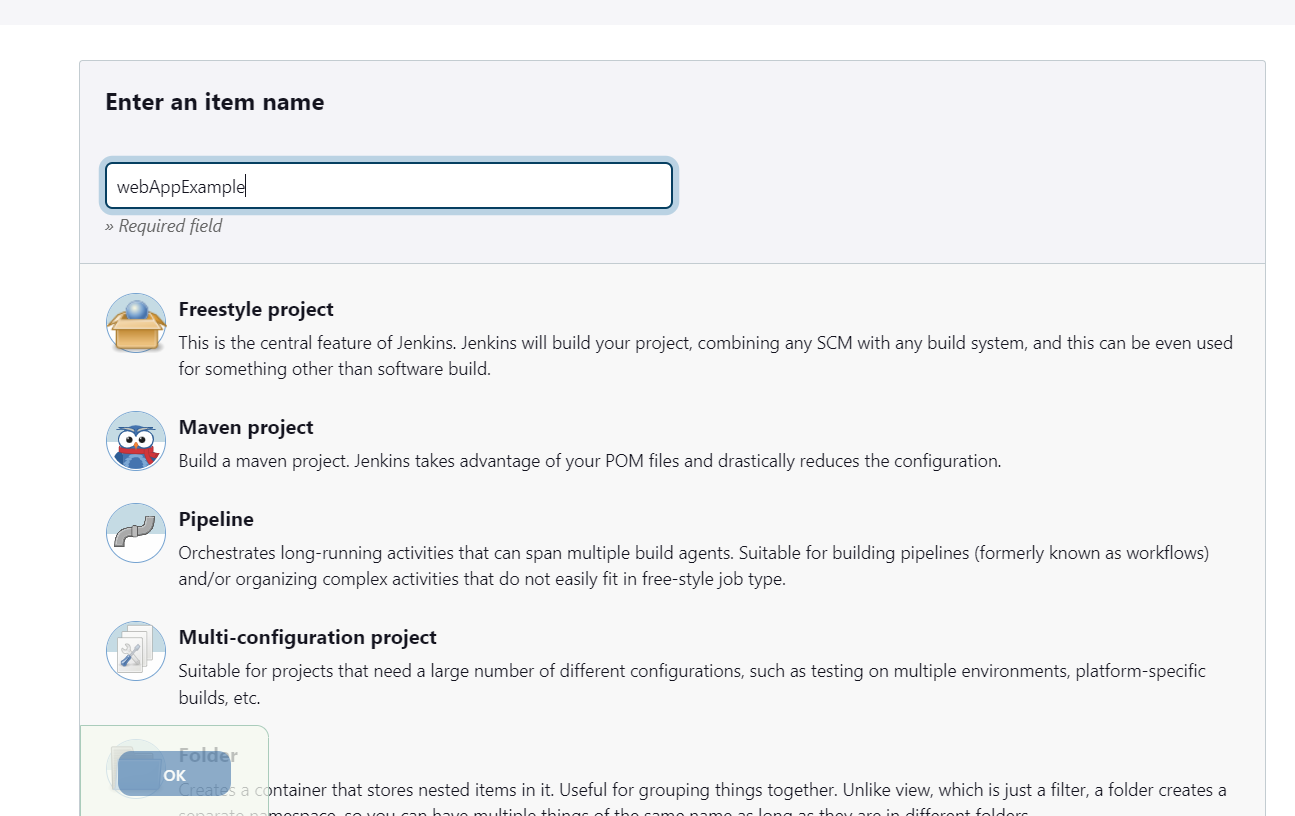 Enter an item name
webAppExample
» Required field
Freestyle project
This is the central feature of Jenkins. Jenkins will build your project, combining any SCM with any build system, and this can be even used
for something other than software build.
Maven project
Build a maven project. Jenkins takes advantage of your POM files and drastically reduces the configuration.
Pipeline
Orchestrates long-running activities that can span multiple build agents. Suitable for building pipelines (formerly known as workflows)
and/or organizing complex activities that do not easily fit in free-style job type.
Multi-configuration project
Suitable for projects that need a large number of different configurations, such as testing on multiple environments, platform-specific
builds, etc.
Folder
OK
Creates a container that stores nested items in it. Useful for grouping things together. Unlike view, which is just a filter, a folder creates a
separate namespace, so you can have multiple things of the same name as long as they are in different folders.